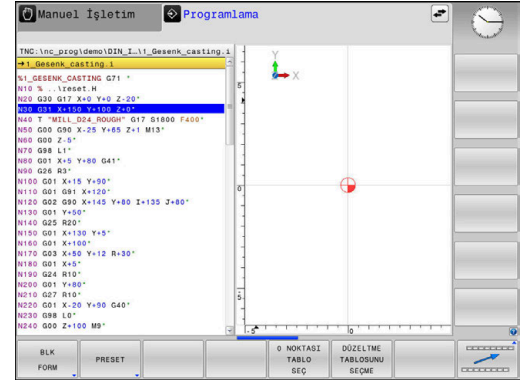 Manuel İşletim
Programlama
TNC:\nc_prog\demo\DIN_I…\1_Gesenk_casting.i
→1_Gesenk_casting.i
%1_GESENK_CASTING G71 *
N10 % ..\reset.H
N20 G30 G17 X+0 Y+0 Z-20*
N30 G31 X+150 Y+100 Z+0*
N40 T "MILL_D24_ROUGH" G17 S1800 F400*
N50 G00 G90 X-25 Y+65 Z+1 M13*
N60 G00 Z-5*
N70 G98 L1*
N80 G01 X+5 Y+80 G41*
N90 G26 R3*
N100 G01 X+15 Y+90*
N110 G01 G91 X+120*
N120 G02 G90 X+145 Y+80 I+135 J+80*
N130 G01 Y+50*
N140 G25 R20*
N150 G01 X+130 Y+5*
N160 G01 X+100*
N170 G03 X+50 Y+12 R+30*
N180 G01 X+5*
N190 G24 R10*
N200 G01 Y+80*
N210 G27 R10*
N220 G01 X-20 Y+90 G40*
N230 G98 L0*
N240 G00 Z+100 M9*
Y
X
5
0
5
-5
0
BLK
FORM
PRESET
0 NOKTASI
TABLO
SEÇ
DÜZELTME
TABLOSUNU
SEÇME